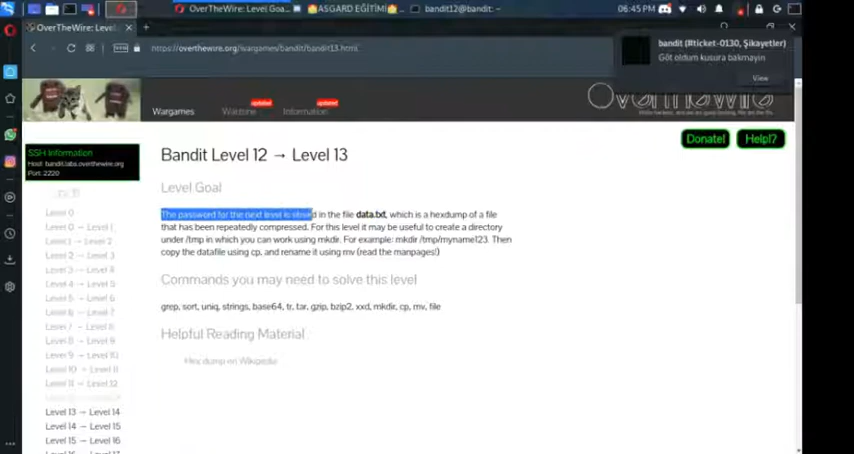 OverTheWire: Level Goa...
ASGARD EĞİTİMİ
bandit12@bandit: ~
06:45 PM
OverTheWire: Level
https://overthewire.org/wargames/bandit/bandit13.html
bandit (#ticket-0130, Şikayetler)
Göt oldum kusura bakmayin
View
Wargames
Warzone
updated
Information
updated
Donate!
Help!?
SSH Information
Host: bandit.labs.overthewire.org
Port: 2220
Bandit Level 12 → Level 13
Level Goal
The password for the next level is stored in the file data.txt, which is a hexdump of a file
that has been repeatedly compressed. For this level it may be useful to create a directory
under /tmp in which you can work using mkdir. For example: mkdir /tmp/myname123. Then
copy the datafile using cp, and rename it using mv (read the manpages!)
Commands you may need to solve this level
grep, sort, uniq, strings, base64, tr, tar, gzip, bzip2, xxd, mkdir, cp, mv, file
Helpful Reading Material
Hex dump on Wikipedia
Level 0
Level 0 → Level 1
Level 1 → Level 2
Level 2 → Level 3
Level 3 → Level 4
Level 4 → Level 5
Level 5 → Level 6
Level 6 → Level 7
Level 7 → Level 8
Level 8 → Level 9
Level 9 → Level 10
Level 10 → Level 11
Level 11 → Level 12
Level 13 → Level 14
Level 14 → Level 15
Level 15 → Level 16